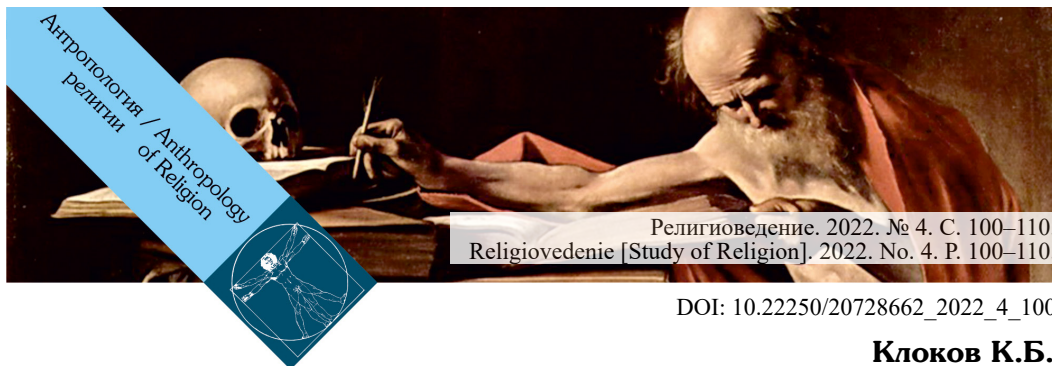 Антропология / Anthropology
религии
of Religion
Религиоведение. 2022. № 4. С. 100–110
Religiovedenie [Study of Religion]. 2022. No. 4. P. 100–110
DOI: 10.22250/20728662_2022_4_100
Клоков К.Б.